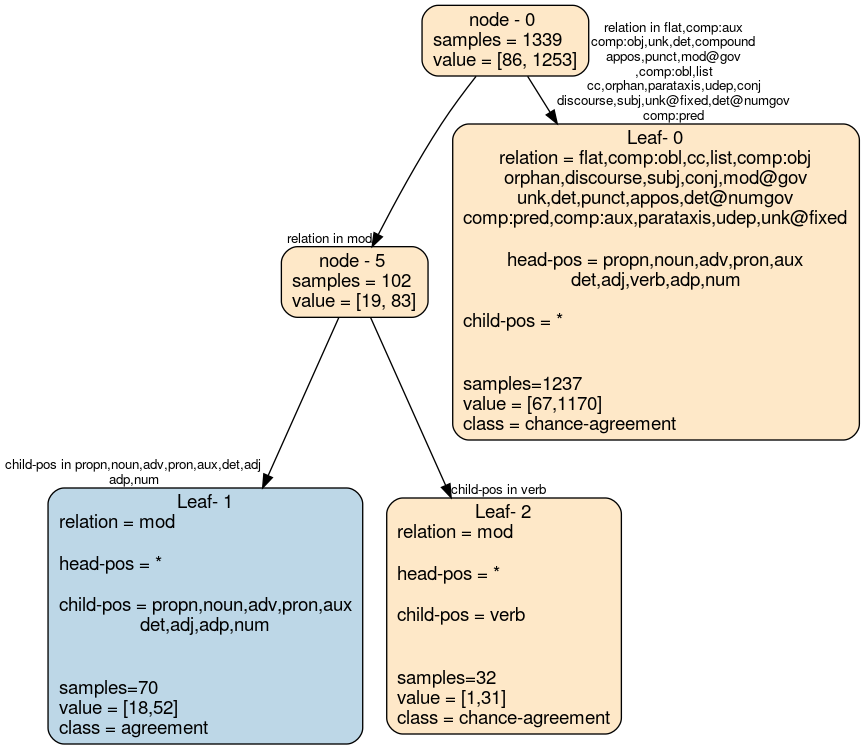 node - 0
samples = 1339
value = [86, 1253]
relation in flat,comp:aux
comp:obj,unk,det,compound
appos,punct,mod@gov
,comp:obl,list
cc,orphan,parataxis,udep,conj
discourse,subj,unk@fixed,det@numgov
comp:pred
Leaf- 0
relation = flat,comp:obl,cc,list,comp:obj
orphan,discourse,subj,conj,mod@gov
unk,det,punct,appos,det@numgov
comp:pred,comp:aux,parataxis,udep,unk@fixed
head-pos = propn,noun,adv,pron,aux
det,adj,verb,adp,num
child-pos = *
samples=1237
value = [67,1170]
class = chance-agreement
relation in mod
node - 5
samples = 102
value = [19, 83]
child-pos in propn,noun,adv,pron,aux,det,adj
adp,num
Leaf- 1
relation = mod
head-pos = *
child-pos = propn,noun,adv,pron,aux
det,adj,adp,num
samples=70
value = [18,52]
class = agreement
child-pos in verb
Leaf- 2
relation = mod
head-pos = *
child-pos = verb
samples=32
value = [1,31]
class = chance-agreement